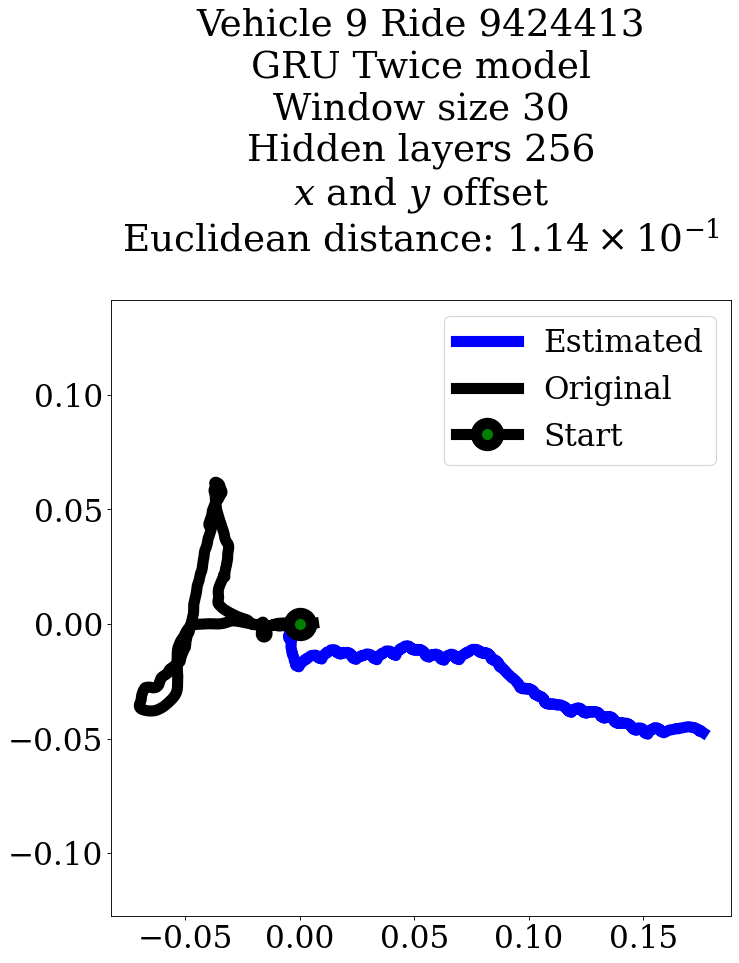 Vehicle 9 Ride 9424413
GRU Twice model
Window size 30
Hidden layers 256
x and y offset
Euclidean distance: 1.14 × 10⁻¹
Estimated
Original
Start
0.10
0.05
0.00
−0.05
−0.10
−0.05 0.00 0.05 0.10 0.15